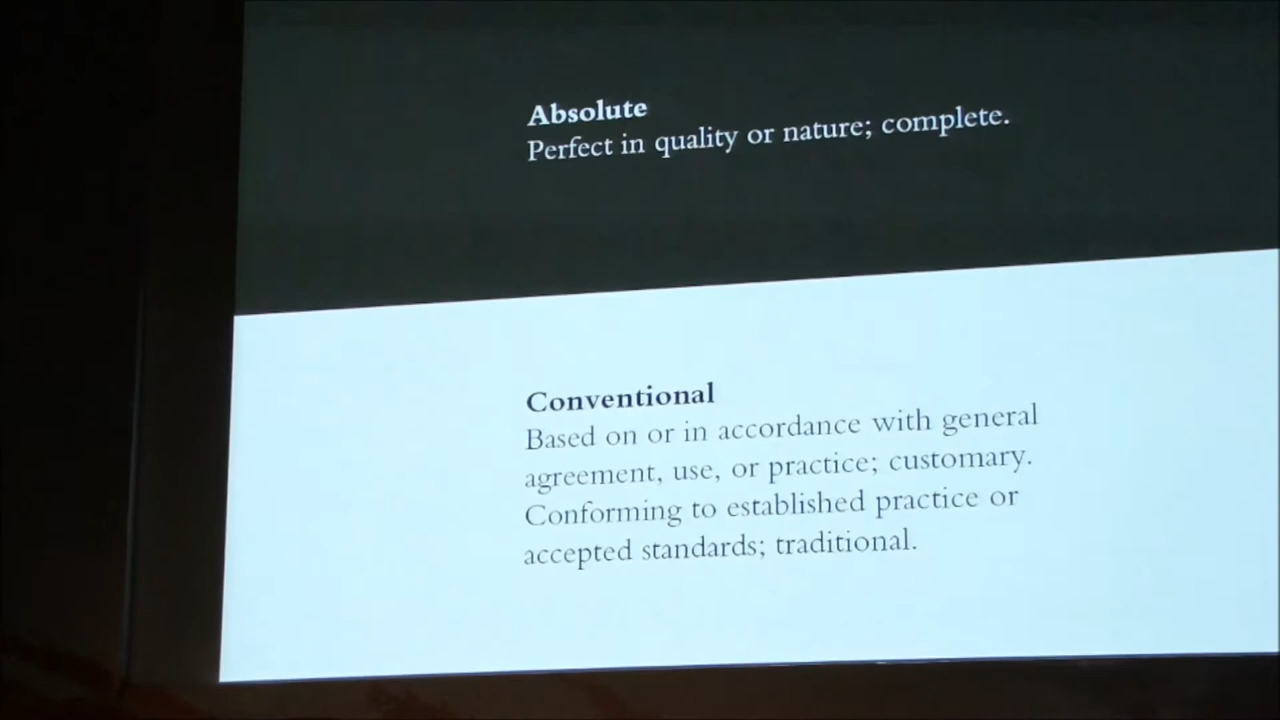 Absolute
Perfect in quality or nature; complete.
Conventional
Based on or in accordance with general
agreement, use, or practice; customary.
Conforming to established practice or
accepted standards; traditional.